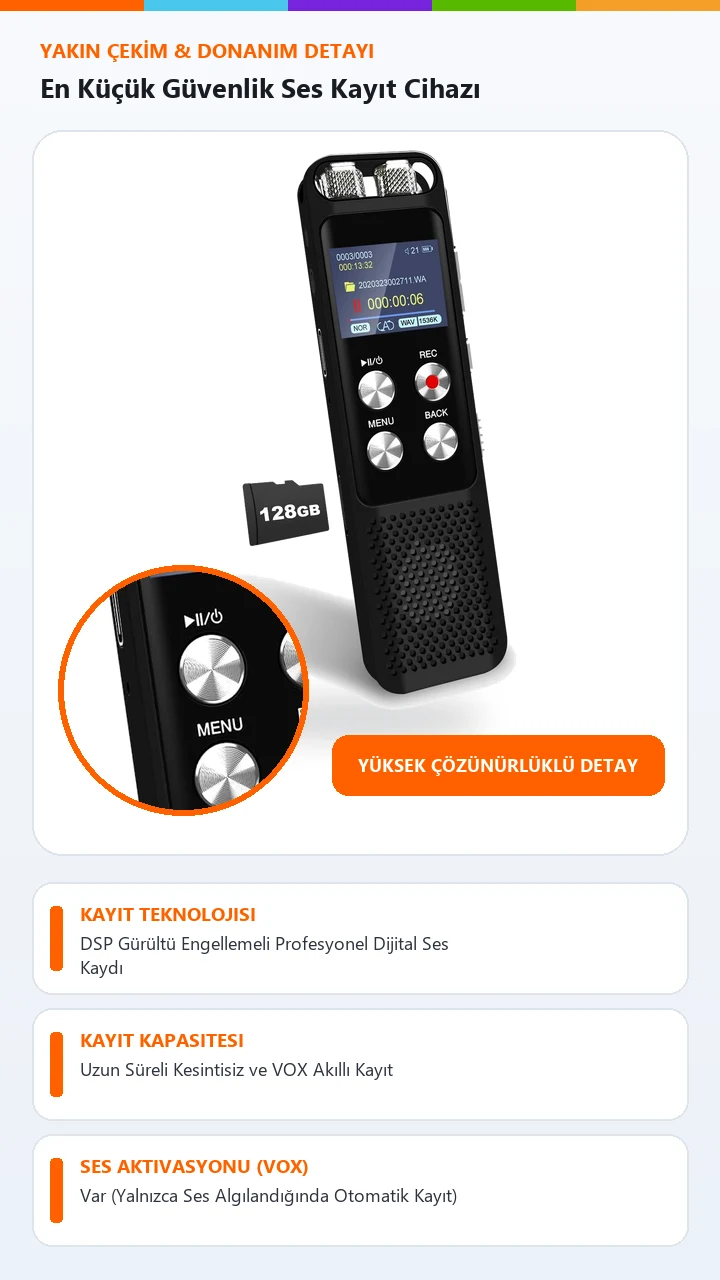 YAKIN ÇEKİM & DONANIM DETAYI
En Küçük Güvenlik Ses Kayıt Cihazı
0003/0003
21
000:13:32
2020323002711.WA
000:00:06
NOR
WAV 1536K
REC
MENU
BACK
128GB
MENU
YÜKSEK ÇÖZÜNÜRLÜKLÜ DETAY
KAYIT TEKNOLOJISI
DSP Gürültü Engellemeli Profesyonel Dijital Ses
Kaydı
KAYIT KAPASITESI
Uzun Süreli Kesintisiz ve VOX Akıllı Kayıt
SES AKTIVASYONU (VOX)
Var (Yalnızca Ses Algılandığında Otomatik Kayıt)